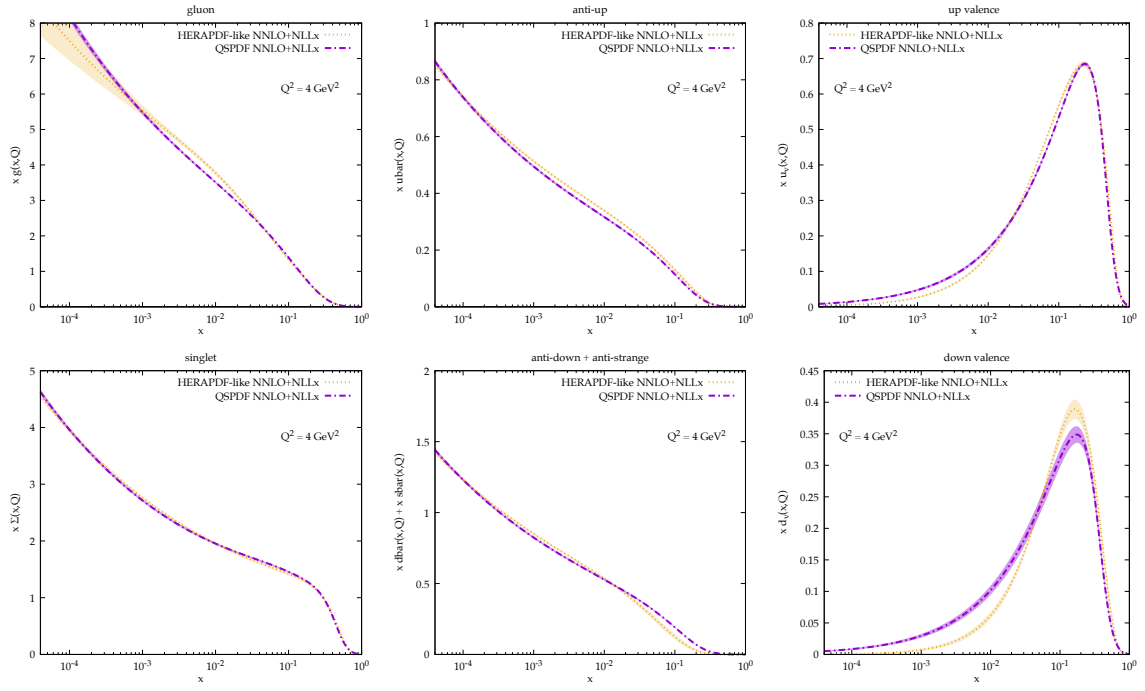 gluon
HERAPDF-like NNLO+NLLx
QSPDF NNLO+NLLx
Q² = 4 GeV²
x g(x,Q)
8
7
6
5
4
3
2
1
0
10⁻⁴ 10⁻³ 10⁻² 10⁻¹ 10⁰
x
anti-up
HERAPDF-like NNLO+NLLx
QSPDF NNLO+NLLx
Q² = 4 GeV²
x ubar(x,Q)
1
0.8
0.6
0.4
0.2
0
10⁻⁴ 10⁻³ 10⁻² 10⁻¹ 10⁰
x
up valence
HERAPDF-like NNLO+NLLx
QSPDF NNLO+NLLx
Q² = 4 GeV²
x uᵥ(x,Q)
0.8
0.7
0.6
0.5
0.4
0.3
0.2
0.1
0
10⁻⁴ 10⁻³ 10⁻² 10⁻¹ 10⁰
x
singlet
HERAPDF-like NNLO+NLLx
QSPDF NNLO+NLLx
Q² = 4 GeV²
x Σ(x,Q)
5
4
3
2
1
0
10⁻⁴ 10⁻³ 10⁻² 10⁻¹ 10⁰
x
anti-down + anti-strange
HERAPDF-like NNLO+NLLx
QSPDF NNLO+NLLx
Q² = 4 GeV²
x dbar(x,Q) + x sbar(x,Q)
2
1.5
1
0.5
0
10⁻⁴ 10⁻³ 10⁻² 10⁻¹ 10⁰
x
down valence
HERAPDF-like NNLO+NLLx
QSPDF NNLO+NLLx
Q² = 4 GeV²
x dᵥ(x,Q)
0.45
0.4
0.35
0.3
0.25
0.2
0.15
0.1
0.05
0
10⁻⁴ 10⁻³ 10⁻² 10⁻¹ 10⁰
x